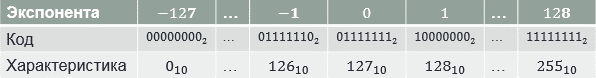 Экспонента −127 ... −1 0 1 ... 128
Код 00000000₂ ... 01111110₂ 01111111₂ 10000000₂ ... 11111111₂
Характеристика 0₁₀ ... 126₁₀ 127₁₀ 128₁₀ ... 255₁₀